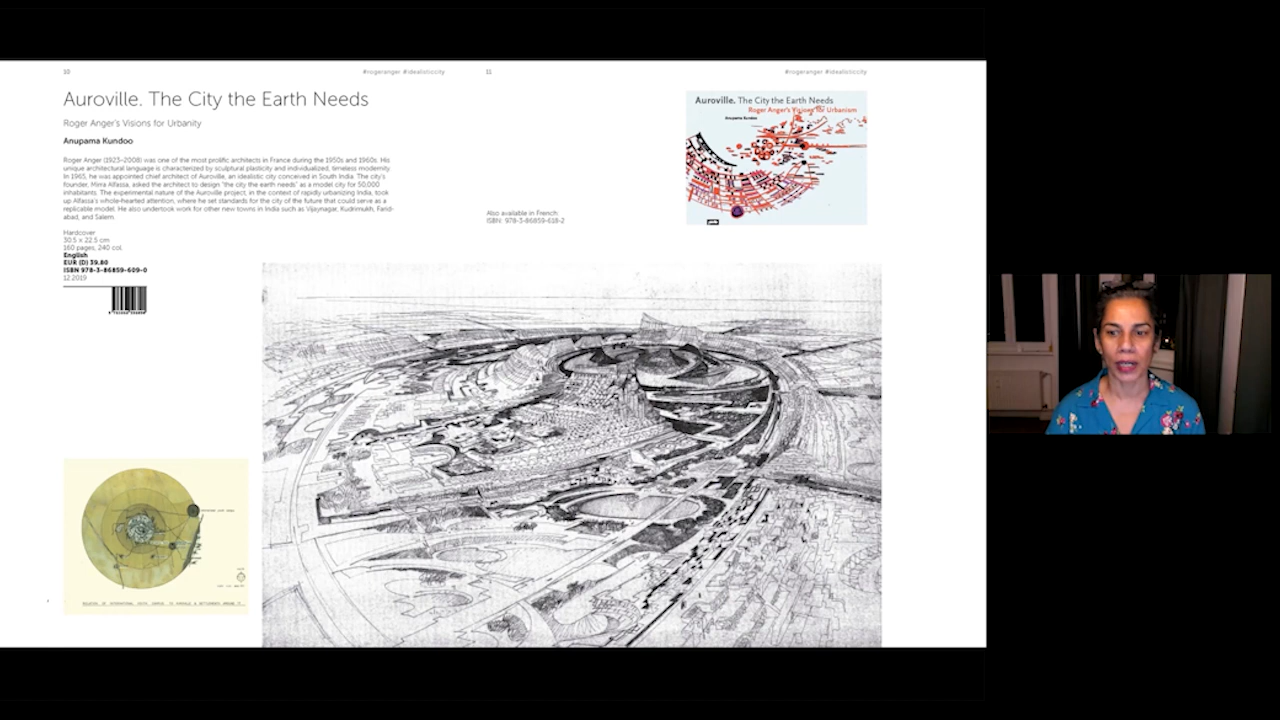 10
#rogeranger #idealisticcity
11
#rogeranger #idealisticcity
Auroville. The City the Earth Needs
Roger Anger's Visions for Urbanity
Anupama Kundoo
Roger Anger (1923–2008) was one of the most prolific architects in France during the 1950s and 1960s. His
unique architectural language is characterized by sculptural plasticity and individualized, timeless modernity.
In 1965, he was appointed chief architect of Auroville, an idealistic city conceived in South India. The city's
founder, Mirra Alfassa, asked the architect to design "the city the earth needs" as a model city for 50,000
inhabitants. The experimental nature of the Auroville project, in the context of rapidly urbanizing India, took
up Alfassa's whole-hearted attention, where he set standards for the city of the future that could serve as a
replicable model. He also undertook work for other new towns in India such as Vijaynagar, Kudrimukh, Farid-
abad, and Salem.
Hardcover
30.5 × 22.5 cm
160 pages, 240 col.
English
EUR (D) 39,80
ISBN 978-3-86859-609-0
12.2019
Also available in French:
ISBN: 978-3-86859-618-2
Auroville. The City the Earth Needs
Roger Anger's Visions for Urbanism
Anupama Kundoo